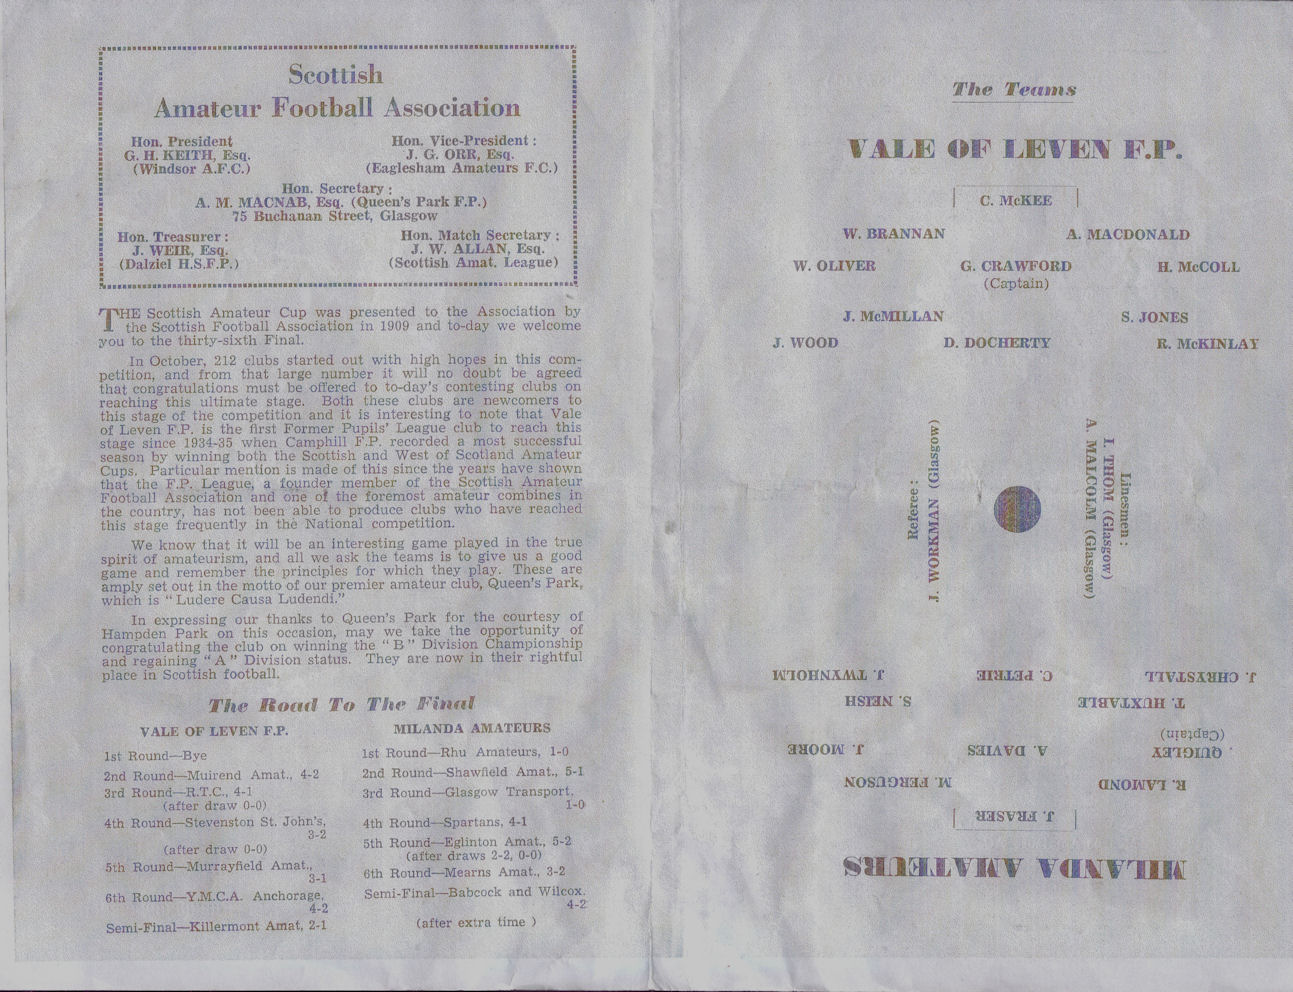 Scottish
Amateur Football Association
Hon. President
G. H. KEITH, Esq.
(Windsor A.F.C.)
Hon. Vice-President :
J. G. ORR, Esq.
(Eaglesham Amateurs F.C.)
Hon. Secretary :
A. M. MACNAB, Esq. (Queen's Park F.P.)
75 Buchanan Street, Glasgow
Hon. Treasurer :
J. WEIR, Esq.
(Dalziel H.S.F.P.)
Hon. Match Secretary :
J. W. ALLAN, Esq.
(Scottish Amat. League)
THE Scottish Amateur Cup was presented to the Association by
the Scottish Football Association in 1909 and to-day we welcome
you to the thirty-sixth Final.
In October, 212 clubs started out with high hopes in this com-
petition, and from that large number it will no doubt be agreed
that congratulations must be offered to to-day's contesting clubs on
reaching this ultimate stage. Both these clubs are newcomers to
this stage of the competition and it is interesting to note that Vale
of Leven F.P. is the first Former Pupils' League club to reach this
stage since 1934-35 when Camphill F.P. recorded a most successful
season by winning both the Scottish and West of Scotland Amateur
Cups. Particular mention is made of this since the years have shown
that the F.P. League, a founder member of the Scottish Amateur
Football Association and one of the foremost amateur combines in
the country, has not been able to produce clubs who have reached
this stage frequently in the National competition.
We know that it will be an interesting game played in the true
spirit of amateurism, and all we ask the teams is to give us a good
game and remember the principles for which they play. These are
amply set out in the motto of our premier amateur club, Queen's Park,
which is "Ludere Causa Ludendi."
In expressing our thanks to Queen's Park for the courtesy of
Hampden Park on this occasion, may we take the opportunity of
congratulating the club on winning the "B" Division Championship
and regaining "A" Division status. They are now in their rightful
place in Scottish football.
The Road To The Final
VALE OF LEVEN F.P.
1st Round—Bye
2nd Round—Muirend Amat., 4-2
3rd Round—R.T.C., 4-1
(after draw 0-0)
4th Round—Stevenston St. John's,
3-2
(after draw 0-0)
5th Round—Murrayfield Amat.,
3-1
6th Round—Y.M.C.A. Anchorage,
4-2
Semi-Final—Killermont Amat, 2-1
MILANDA AMATEURS
1st Round—Rhu Amateurs, 1-0
2nd Round—Shawfield Amat., 5-1
3rd Round—Glasgow Transport,
1-0
4th Round—Spartans, 4-1
5th Round—Eglinton Amat., 5-2
(after draws 2-2, 0-0)
6th Round—Mearns Amat., 3-2
Semi-Final—Babcock and Wilcox.
4-2
(after extra time )
The Teams
VALE OF LEVEN F.P.
C. McKEE
W. BRANNAN A. MACDONALD
W. OLIVER G. CRAWFORD H. McCOLL
(Captain)
J. McMILLAN S. JONES
J. WOOD D. DOCHERTY R. McKINLAY
Referee :
J. WORKMAN (Glasgow)
Linesmen :
I. THOM (Glasgow)
A. MALCOLM (Glasgow)
J. CHRYSTALL C. PETRIE J. TWYNHOLM
T. HUXTABLE S. NEISH
(Captain)
. QUIGLEY A. DAVIES J. MOORE
R. LAMOND M. FERGUSON
J. FRASER
MILANDA AMATEURS